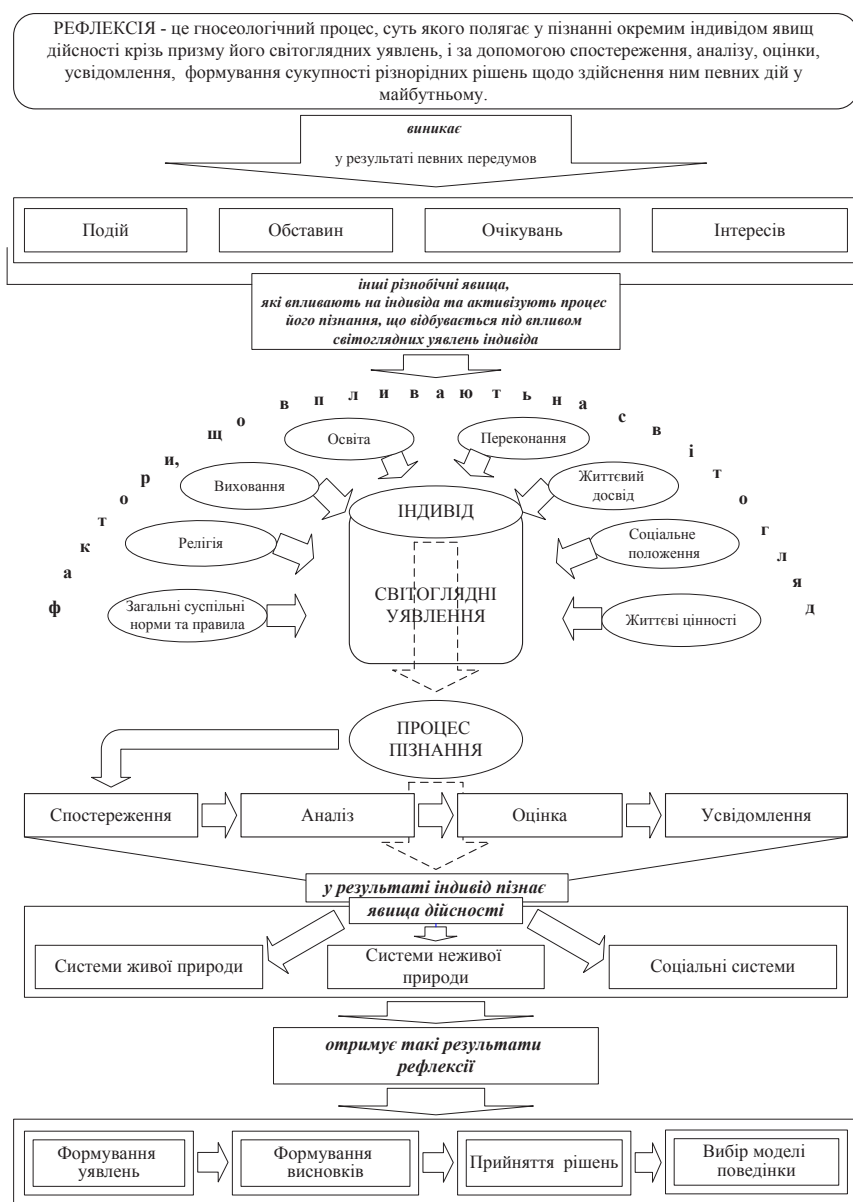 РЕФЛЕКСІЯ - це гносеологічний процес, суть якого полягає у пізнанні окремим індивідом явищ
дійсності крізь призму його світоглядних уявлень, і за допомогою спостереження, аналізу, оцінки,
усвідомлення, формування сукупності різнорідних рішень щодо здійснення ним певних дій у
майбутньому.
виникає
у результаті певних передумов
Подій
Обставин
Очікувань
Інтересів
інші різнобічні явища,
які впливають на індивіда та активізують процес
його пізнання, що відбувається під впливом
світоглядних уявлень індивіда
фактори, що впливають на світогляд
Освіта
Переконання
Виховання
Життєвий
досвід
Релігія
Соціальне
положення
Загальні суспільні
норми та правила
Життєві цінності
ІНДИВІД
СВІТОГЛЯДНІ
УЯВЛЕННЯ
ПРОЦЕС
ПІЗНАННЯ
Спостереження
Аналіз
Оцінка
Усвідомлення
у результаті індивід пізнає
явища дійсності
Системи живої природи
Системи неживої
природи
Соціальні системи
отримує такі результати
рефлексії
Формування
уявлень
Формування
висновків
Прийняття рішень
Вибір моделі
поведінки